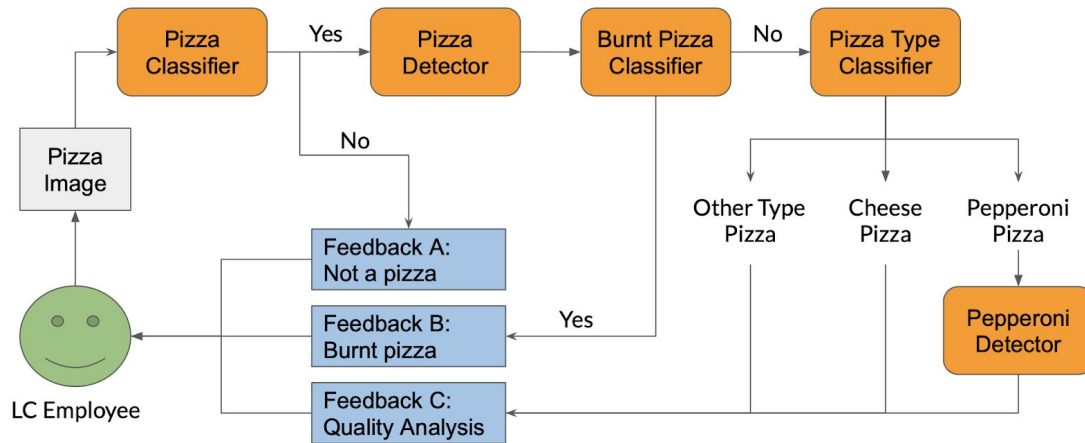 Pizza
Classifier
Yes
Pizza
Detector
Burnt Pizza
Classifier
No
Pizza Type
Classifier
No
Pizza
Image
Other Type
Pizza
Cheese
Pizza
Pepperoni
Pizza
Feedback A:
Not a pizza
Feedback B:
Burnt pizza
Yes
Pepperoni
Detector
Feedback C:
Quality Analysis
LC Employee